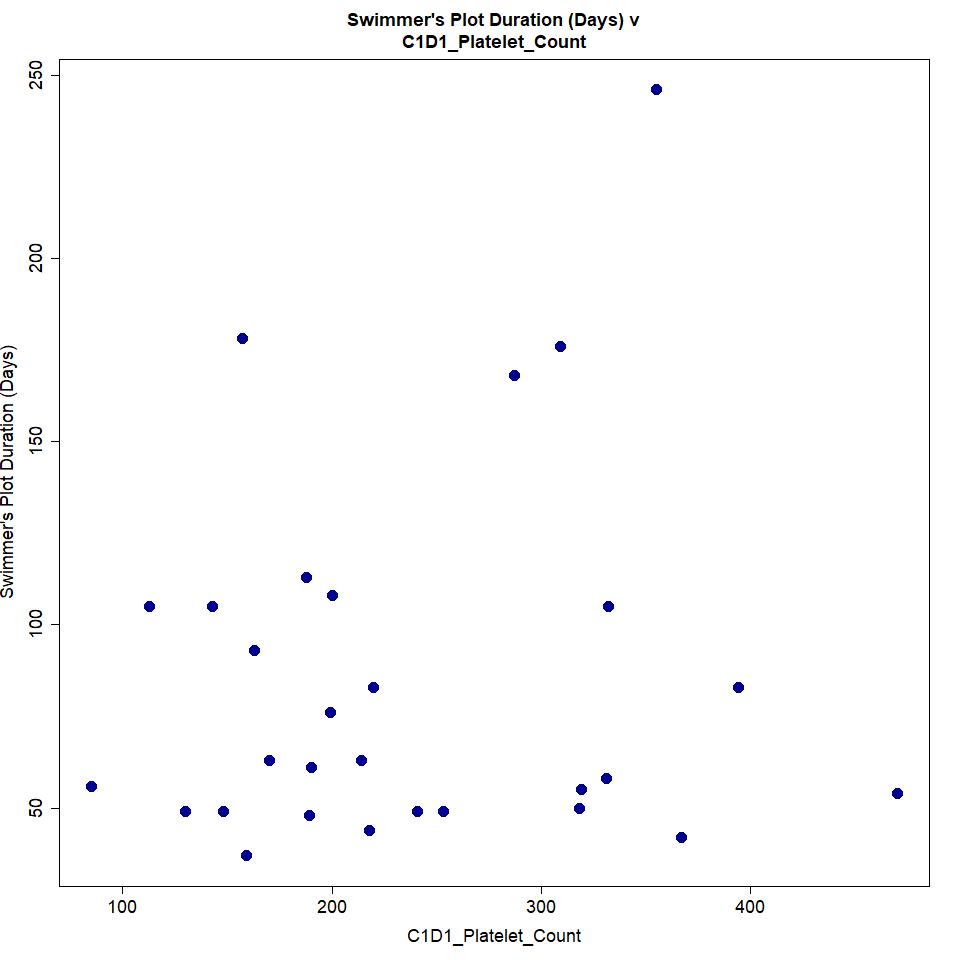 Swimmer's Plot Duration (Days) v
C1D1_Platelet_Count
250
200
150
100
50
Swimmer's Plot Duration (Days)
100
200
300
400
C1D1_Platelet_Count